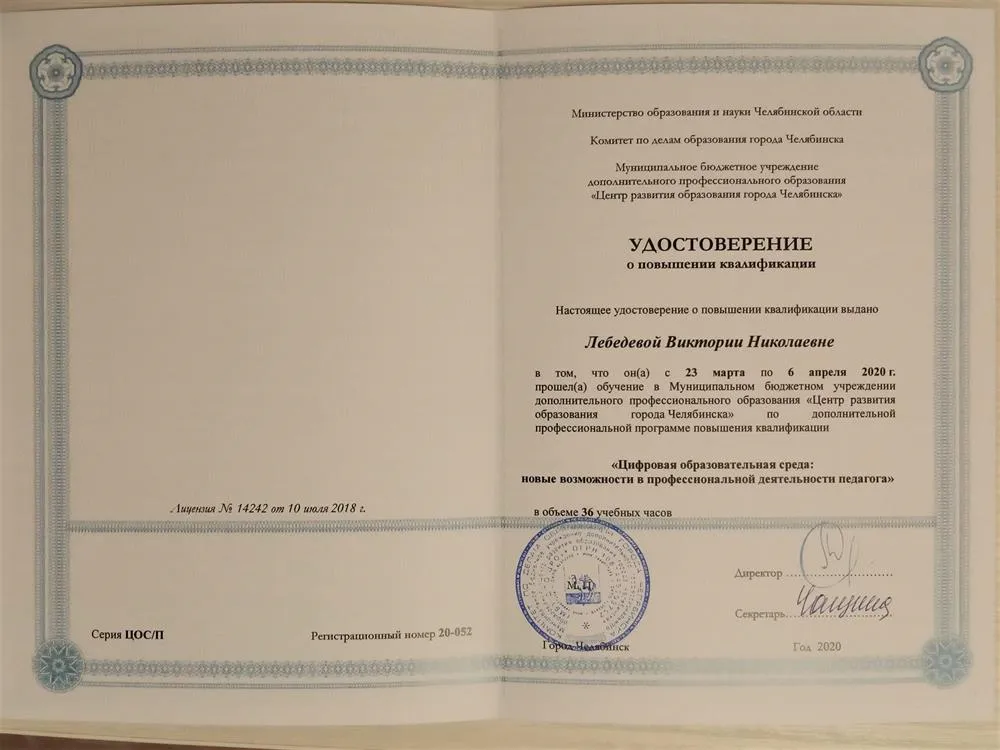 Лицензия № 14242 от 10 июля 2018 г.
Серия ЦОС/П
Регистрационный номер 20-052
Министерство образования и науки Челябинской области
Комитет по делам образования города Челябинска
Муниципальное бюджетное учреждение
дополнительного профессионального образования
«Центр развития образования города Челябинска»
УДОСТОВЕРЕНИЕ
о повышении квалификации
Настоящее удостоверение о повышении квалификации выдано
Лебедевой Виктории Николаевне
в том, что он(а) с 23 марта по 6 апреля 2020 г.
прошел(а) обучение в Муниципальном бюджетном учреждении
дополнительного профессионального образования «Центр развития
образования города Челябинска» по дополнительной
профессиональной программе повышения квалификации
«Цифровая образовательная среда:
новые возможности в профессиональной деятельности педагога»
в объеме 36 учебных часов
М.П.
Директор
Секретарь
Город Челябинск
Год 2020